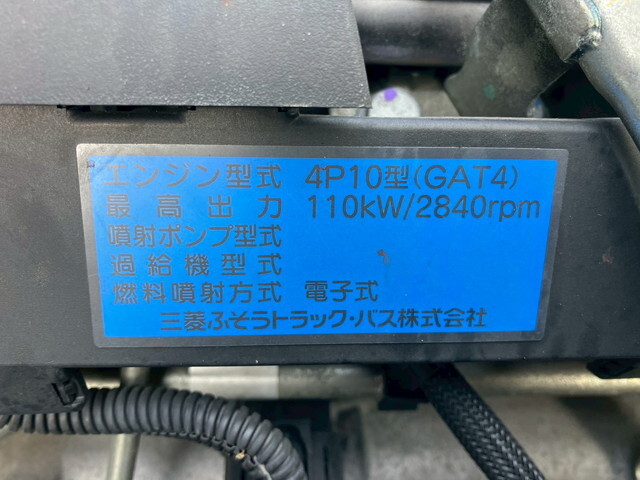 エンジン型式 4P10型(GAT4)
最高出力 110kW/2840rpm
噴射ポンプ型式
過給機型式
燃料噴射方式 電子式
三菱ふそうトラック・バス株式会社